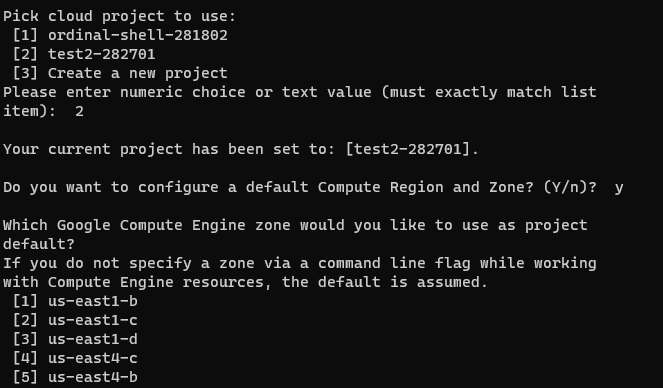 Pick cloud project to use:
[1] ordinal-shell-281802
[2] test2-282701
[3] Create a new project
Please enter numeric choice or text value (must exactly match list
item):  2
Your current project has been set to: [test2-282701].
Do you want to configure a default Compute Region and Zone? (Y/n)?  y
Which Google Compute Engine zone would you like to use as project
default?
If you do not specify a zone via a command line flag while working
with Compute Engine resources, the default is assumed.
[1] us-east1-b
[2] us-east1-c
[3] us-east1-d
[4] us-east4-c
[5] us-east4-b